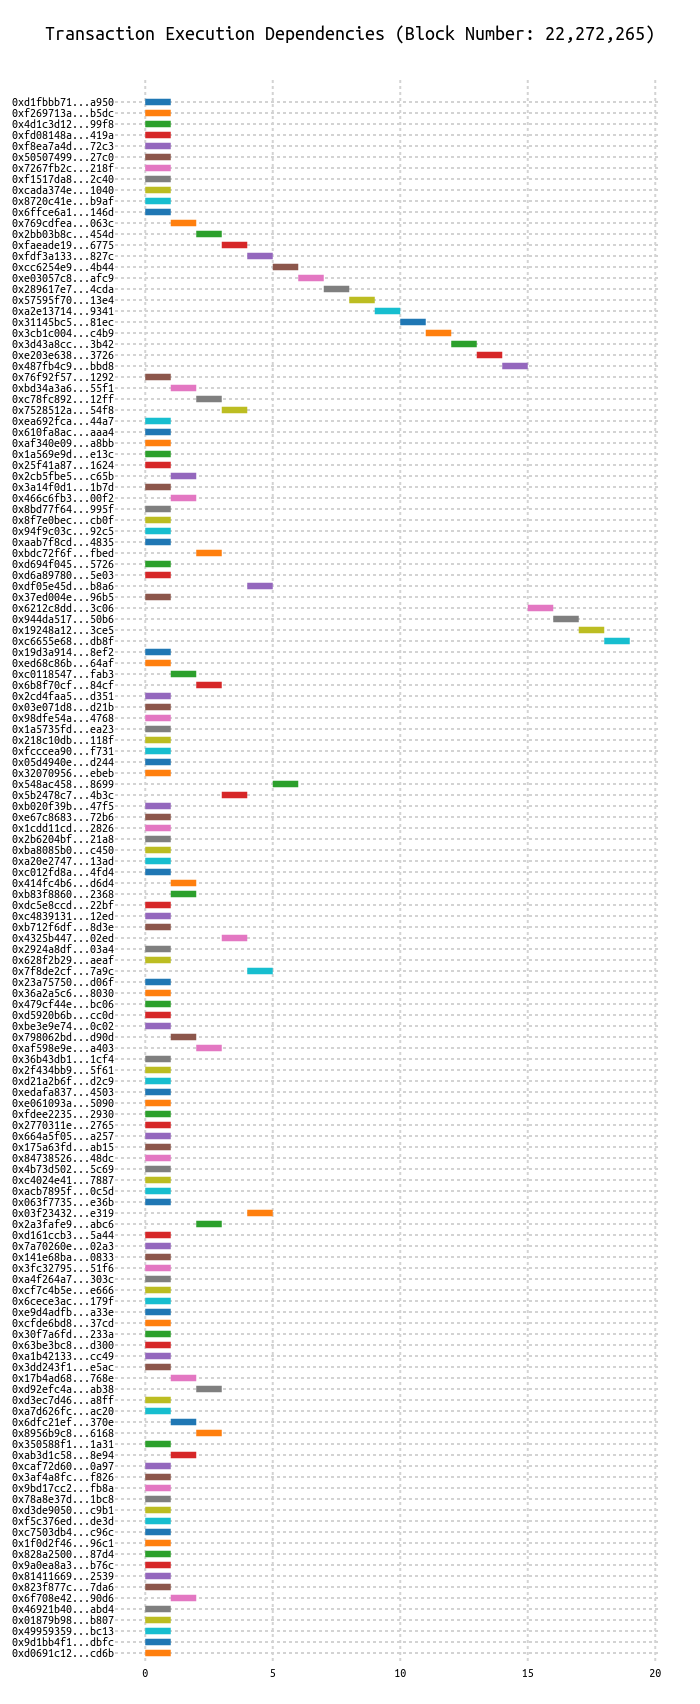 Transaction Execution Dependencies (Block Number: 22,272,265)
0xd1fbbb71...a950
0xf269713a...b5dc
0x4d1c3d12...99f8
0xfd08148a...419a
0xf8ea7a4d...72c3
0x50507499...27c0
0x7267fb2c...218f
0xf1517da8...2c40
0xcada374e...1040
0x8720c41e...b9af
0x6ffce6a1...146d
0x769cdfea...063c
0x2bb03b8c...454d
0xfaeade19...6775
0xfdf3a133...827c
0xcc6254e9...4b44
0xe03057c8...afc9
0x289617e7...4cda
0x57595f70...13e4
0xa2e13714...9341
0x31145bc5...81ec
0x3cb1c004...c4b9
0x3d43a8cc...3b42
0xe203e638...3726
0x487fb4c9...bbd8
0x76f92f57...1292
0xbd34a3a6...55f1
0xc78fc892...12ff
0x7528512a...54f8
0xea692fca...44a7
0x610fa8ac...aaa4
0xaf340e09...a8bb
0x1a569e9d...e13c
0x25f41a87...1624
0x2cb5fbe5...c65b
0x3a14f0d1...1b7d
0x466c6fb3...00f2
0x8bd77f64...995f
0x8f7e0bec...cb0f
0x94f9c03c...92c5
0xaab7f8cd...4835
0xbdc72f6f...fbed
0xd694f045...5726
0xd6a89780...5e03
0xdf05e45d...b8a6
0x37ed004e...96b5
0x6212c8dd...3c06
0x944da517...50b6
0x19248a12...3ce5
0xc6655e68...db8f
0x19d3a914...8ef2
0xed68c86b...64af
0xc0118547...fab3
0x6b8f70cf...84cf
0x2cd4faa5...d351
0x03e071d8...d21b
0x98dfe54a...4768
0x1a5735fd...ea23
0x218c10db...118f
0xfcccea90...f731
0x05d4940e...d244
0x32070956...ebeb
0x548ac458...8699
0x5b2478c7...4b3c
0xb020f39b...47f5
0xe67c8683...72b6
0x1cdd11cd...2826
0x2b6204bf...21a8
0xba8085b0...c450
0xa20e2747...13ad
0xc012fd8a...4fd4
0x414fc4b6...d6d4
0xb83f8860...2368
0xdc5e8ccd...22bf
0xc4839131...12ed
0xb712f6df...8d3e
0x4325b447...02ed
0x2924a8df...03a4
0x628f2b29...aeaf
0x7f8de2cf...7a9c
0x23a75750...d06f
0x36a2a5c6...8030
0x479cf44e...bc06
0xd5920b6b...cc0d
0xbe3e9e74...0c02
0x798062bd...d90d
0xaf598e9e...a403
0x36b43db1...1cf4
0x2f434bb9...5f61
0xd21a2b6f...d2c9
0xedafa837...4503
0xe061093a...5090
0xfdee2235...2930
0x2770311e...2765
0x664a5f05...a257
0x175a63fd...ab15
0x84738526...48dc
0x4b73d502...5c69
0xc4024e41...7887
0xacb7895f...0c5d
0x063f7735...e36b
0x03f23432...e319
0x2a3fafe9...abc6
0xd161ccb3...5a44
0x7a70260e...02a3
0x141e68ba...0833
0x3fc32795...51f6
0xa4f264a7...303c
0xcf7c4b5e...e666
0x6cece3ac...179f
0xe9d4adfb...a33e
0xcfde6bd8...37cd
0x30f7a6fd...233a
0x63be3bc8...d300
0xa1b42133...cc49
0x3dd243f1...e5ac
0x17b4ad68...768e
0xd92efc4a...ab38
0xd3ec7d46...a8ff
0xa7d626fc...ac20
0x6dfc21ef...370e
0x8956b9c8...6168
0x350588f1...1a31
0xab3d1c58...8e94
0xcaf72d60...0a97
0x3af4a8fc...f826
0x9bd17cc2...fb8a
0x78a8e37d...1bc8
0xd3de9050...c9b1
0xf5c376ed...de3d
0xc7503db4...c96c
0x1f0d2f46...96c1
0x828a2500...87d4
0x9a0ea8a3...b76c
0x81411669...2539
0x823f877c...7da6
0x6f708e42...90d6
0x46921b40...abd4
0x01879b98...b807
0x49959359...bc13
0x9d1bb4f1...dbfc
0xd0691c12...cd6b
0 5 10 15 20